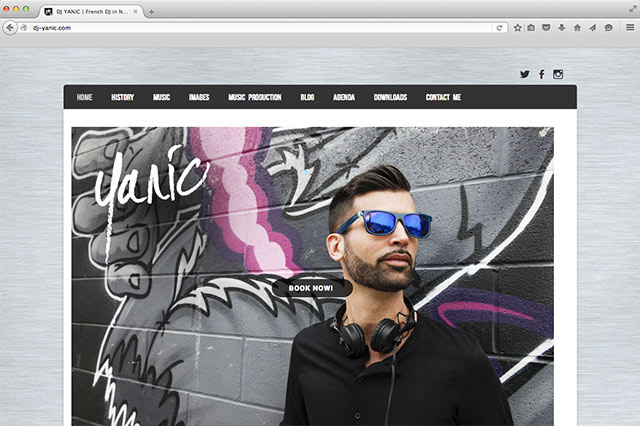 DJ YANiC | French DJ in N...
dj-yanic.com
HOME HISTORY MUSIC IMAGES MUSIC PRODUCTION BLOG AGENDA DOWNLOADS CONTACT ME
yanic
BOOK NOW!